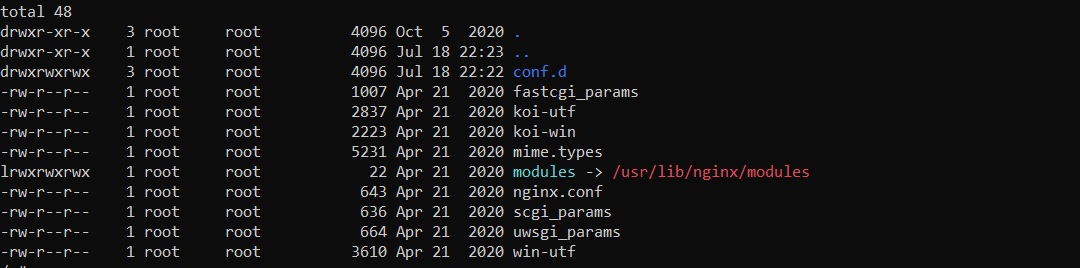 total 48
drwxr-xr-x    3 root     root          4096 Oct  5  2020 .
drwxr-xr-x    1 root     root          4096 Jul 18 22:23 ..
drwxrwxrwx    3 root     root          4096 Jul 18 22:22 conf.d
-rw-r--r--    1 root     root          1007 Apr 21  2020 fastcgi_params
-rw-r--r--    1 root     root          2837 Apr 21  2020 koi-utf
-rw-r--r--    1 root     root          2223 Apr 21  2020 koi-win
-rw-r--r--    1 root     root          5231 Apr 21  2020 mime.types
lrwxrwxrwx    1 root     root            22 Apr 21  2020 modules -> /usr/lib/nginx/modules
-rw-r--r--    1 root     root           643 Apr 21  2020 nginx.conf
-rw-r--r--    1 root     root           636 Apr 21  2020 scgi_params
-rw-r--r--    1 root     root           664 Apr 21  2020 uwsgi_params
-rw-r--r--    1 root     root          3610 Apr 21  2020 win-utf